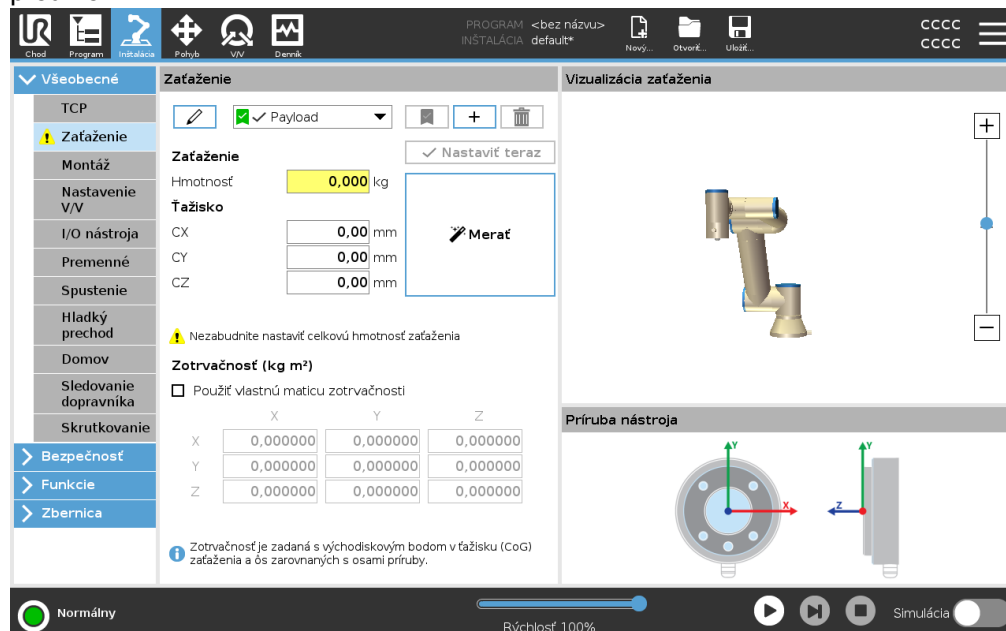 PROGRAM <bez názvu>
INŠTALÁCIA default*
Chod Program Inštalácia Pohyb V/V Denník Nový... Otvoriť... Uložiť...
cccc
cccc
Všeobecné
TCP
Zaťaženie
Montáž
Nastavenie
V/V
I/O nástroja
Premenné
Spustenie
Hladký
prechod
Domov
Sledovanie
dopravníka
Skrutkovanie
Bezpečnosť
Funkcie
Zbernica
Zaťaženie
Payload
+
Nastaviť teraz
Zaťaženie
Hmotnosť 0,000 kg
Ťažisko
CX 0,00 mm
CY 0,00 mm
CZ 0,00 mm
Merať
Nezabudnite nastaviť celkovú hmotnosť zaťaženia
Zotrvačnosť (kg m²)
Použiť vlastnú maticu zotrvačnosti
X Y Z
X 0,000000 0,000000 0,000000
Y 0,000000 0,000000 0,000000
Z 0,000000 0,000000 0,000000
Zotrvačnosť je zadaná s východiskovým bodom v ťažisku (CoG)
zaťaženia a ôs zarovnaných s osami príruby.
Vizualizácia zaťaženia
Príruba nástroja
Y
X
Y
Z
Normálny
Rýchlosť 100%
Simulácia